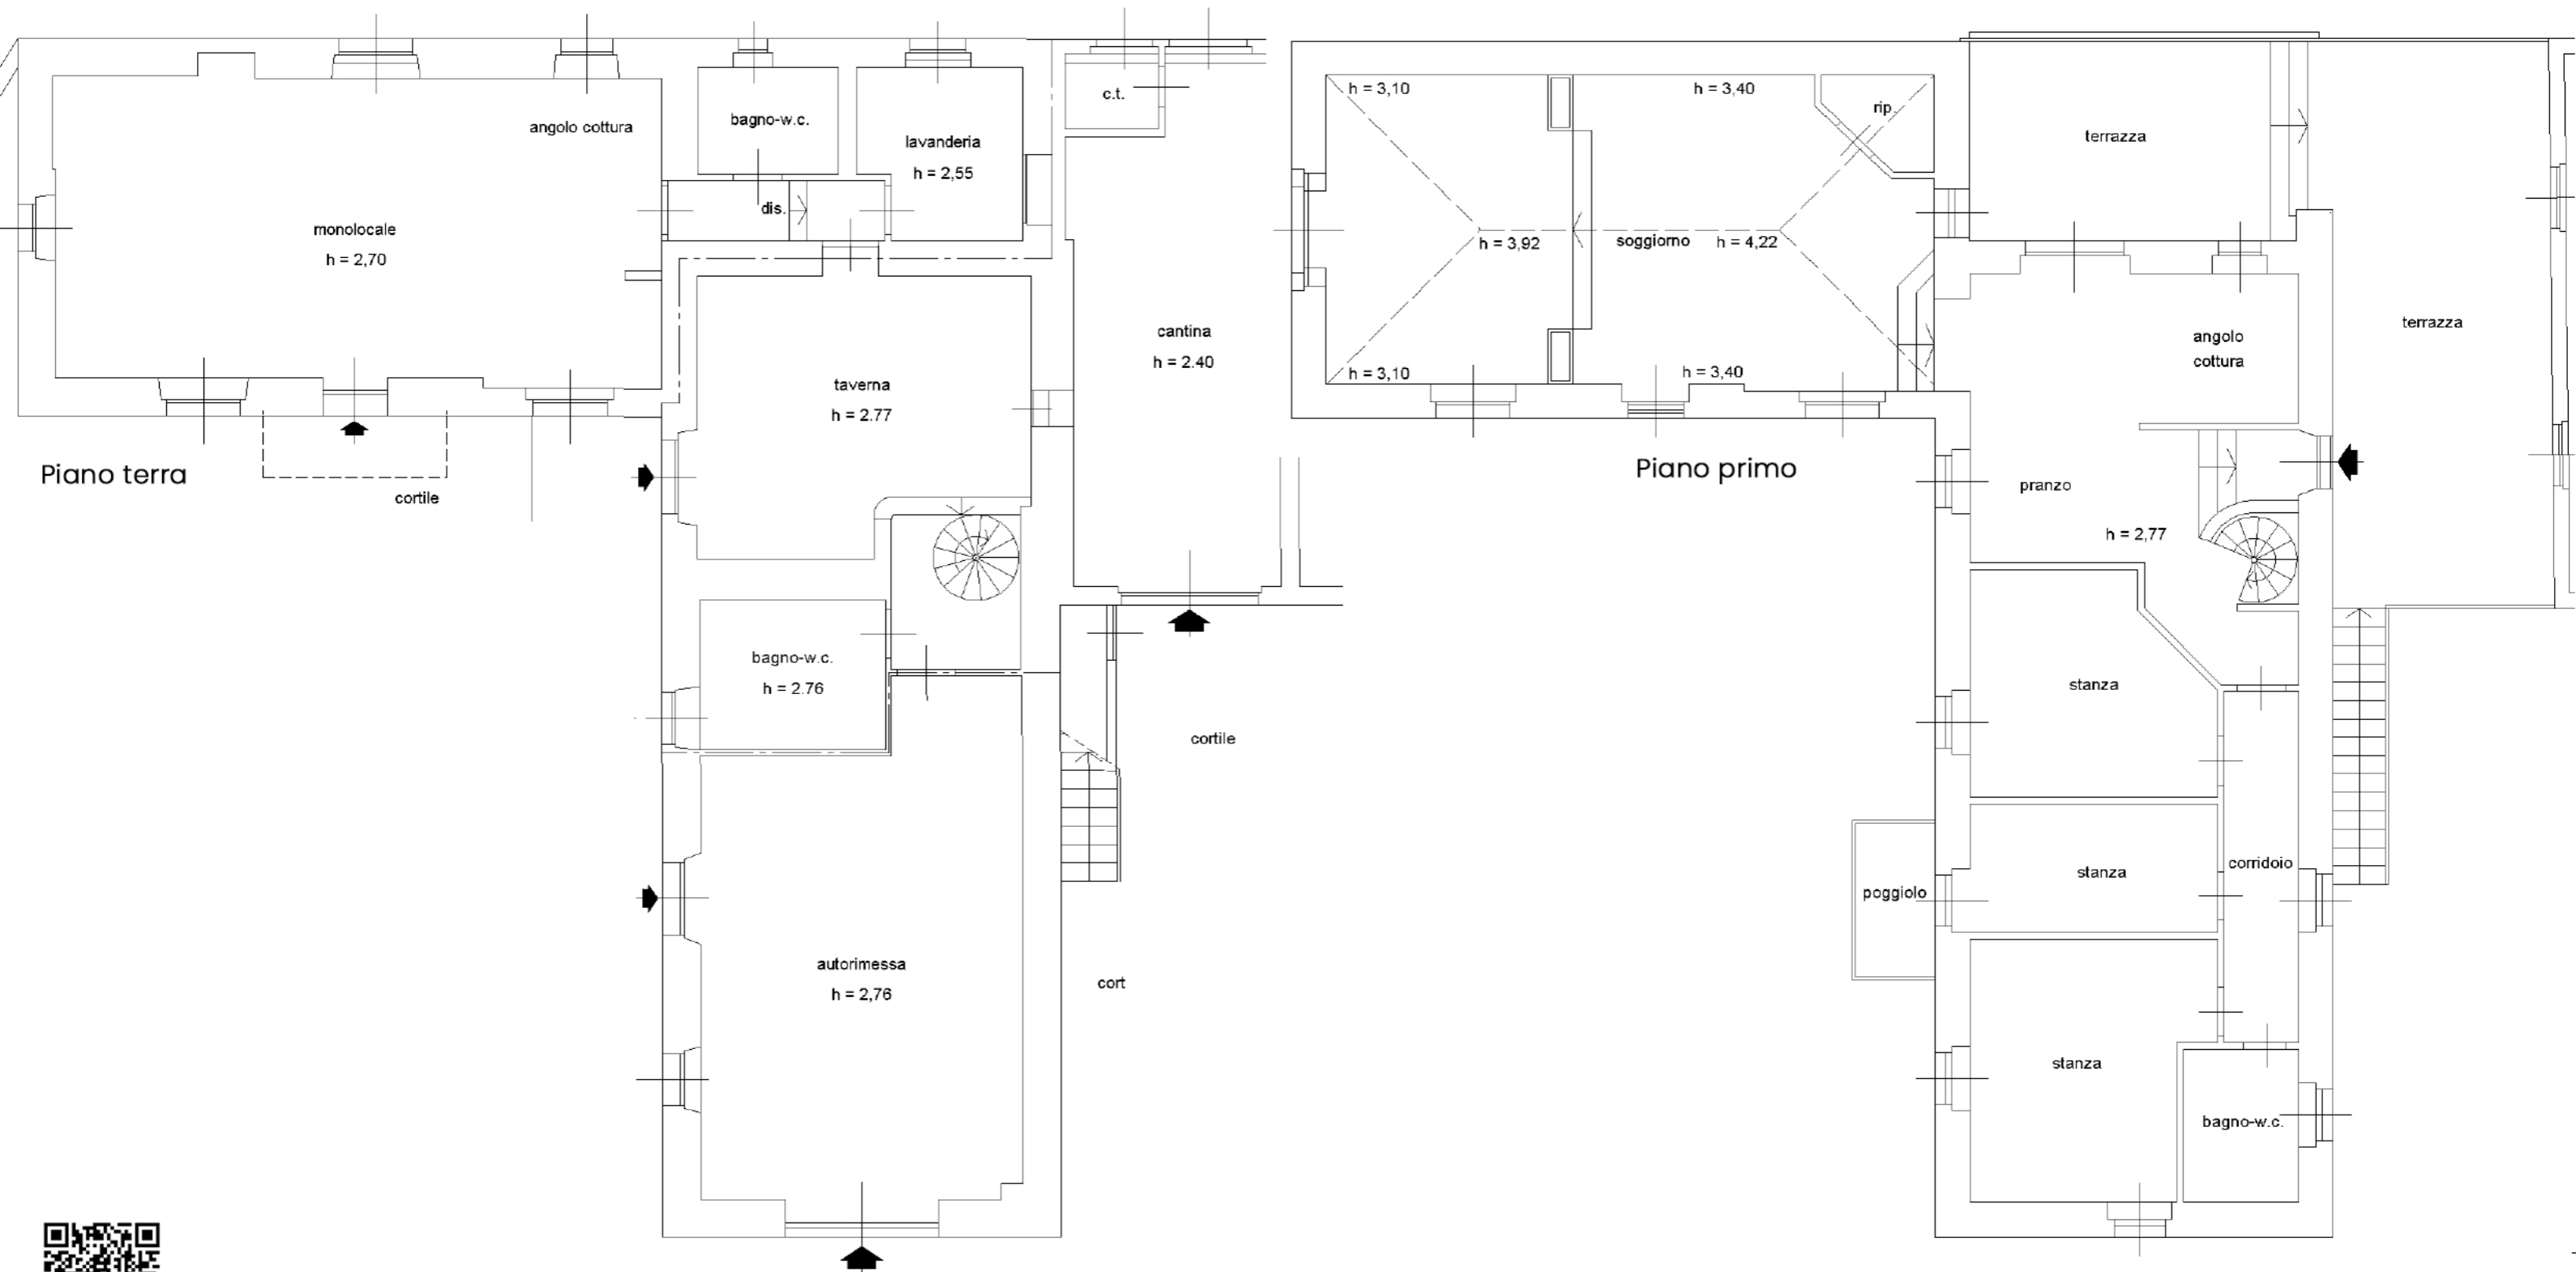 angolo cottura
bagno-w.c.
lavanderia
h = 2,55
c.t.
dis.
monolocale
h = 2,70
taverna
h = 2.77
cantina
h = 2.40
Piano terra
cortile
bagno-w.c.
h = 2.76
cortile
autorimessa
h = 2,76
cort
h = 3,10
h = 3,40
rip.
terrazza
h = 3,92
soggiorno
h = 4,22
h = 3,10
h = 3,40
angolo
cottura
terrazza
Piano primo
pranzo
h = 2,77
stanza
stanza
corridoio
poggiolo
stanza
bagno-w.c.